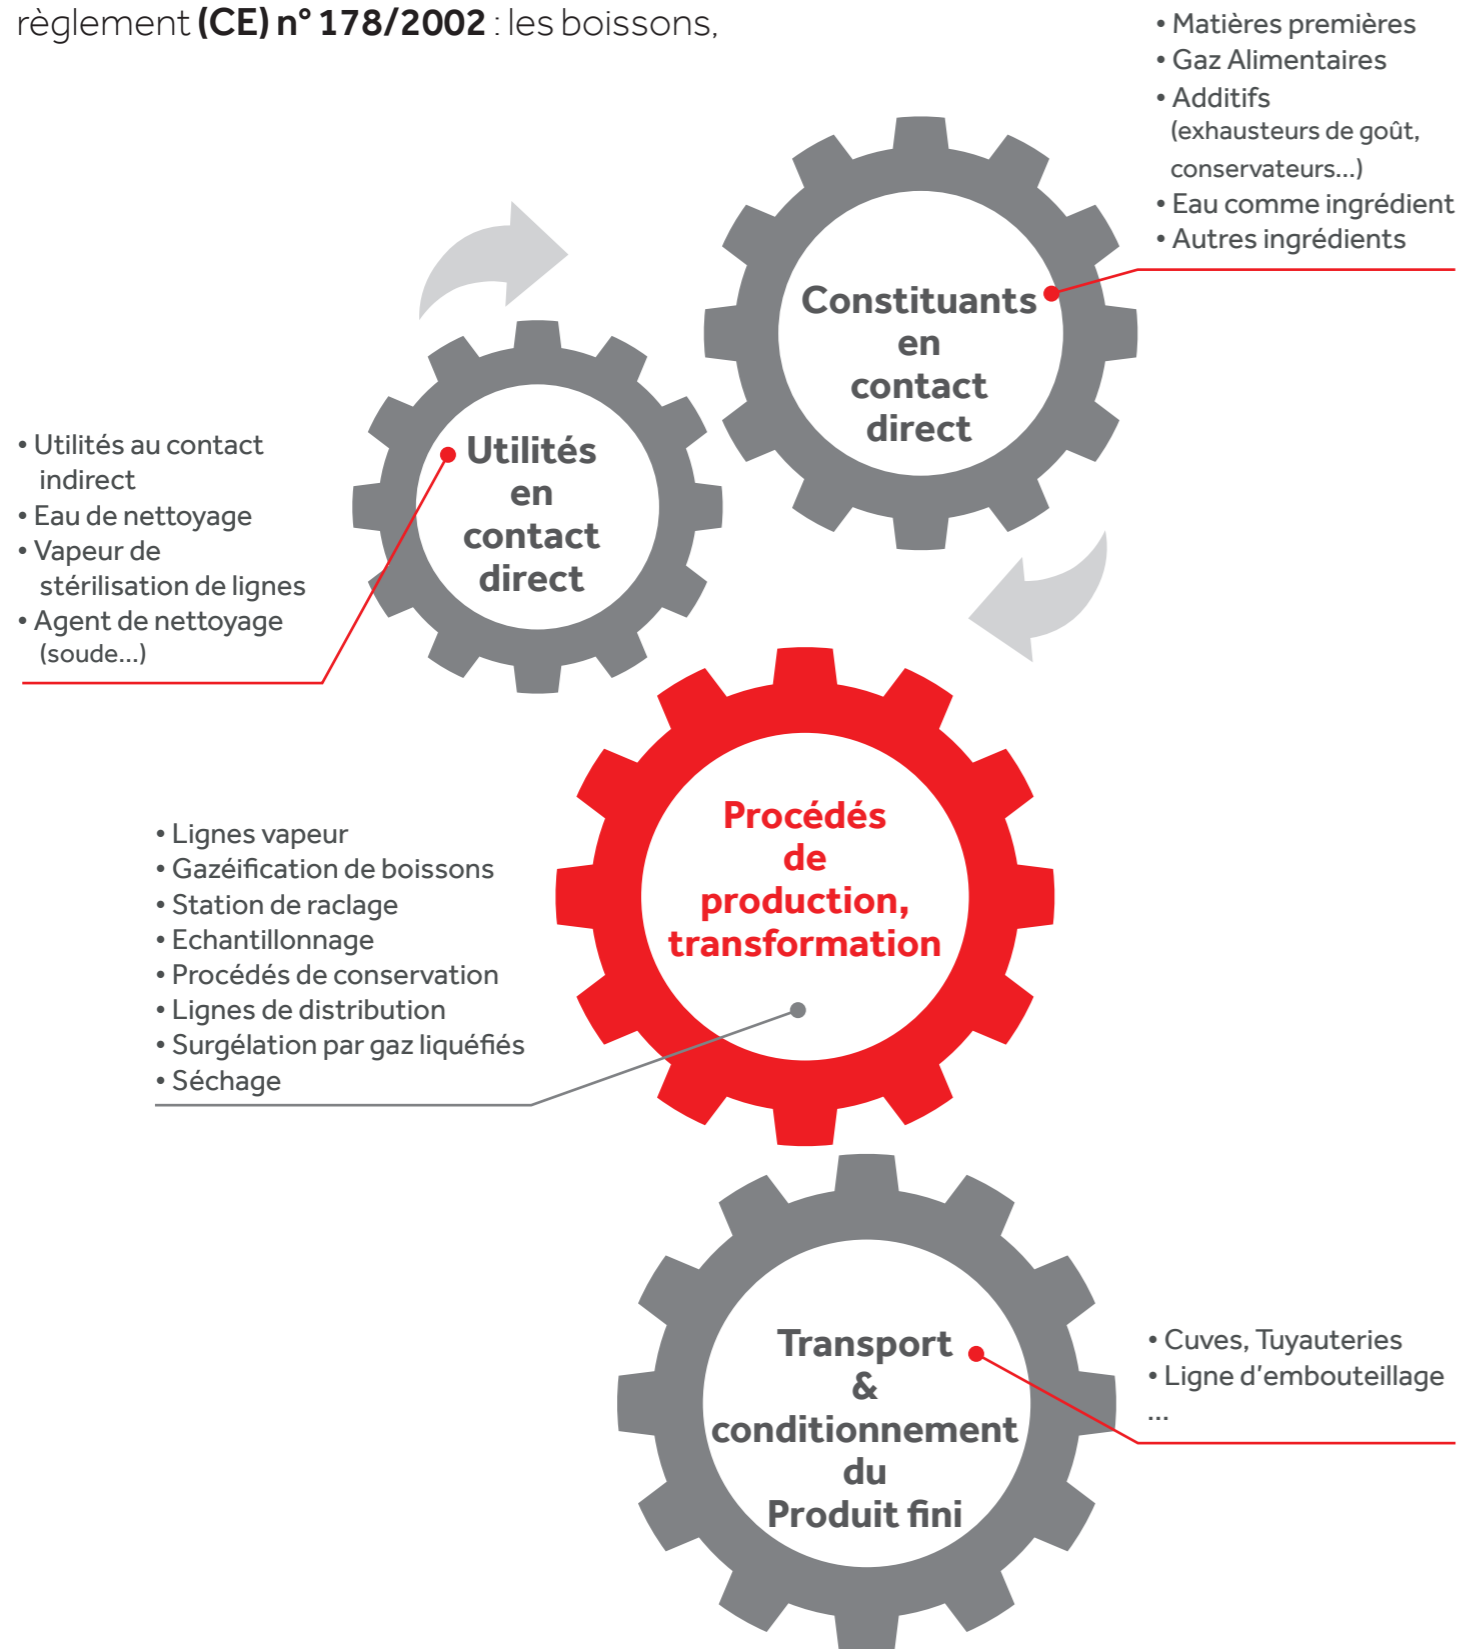 règlement (CE) n° 178/2002 : les boissons,
• Matières premières
• Gaz Alimentaires
• Additifs
(exhausteurs de goût,
conservateurs...)
• Eau comme ingrédient
• Autres ingrédients
Constituants
en
contact
direct
• Utilités au contact
indirect
• Eau de nettoyage
• Vapeur de
stérilisation de lignes
• Agent de nettoyage
(soude...)
Utilités
en
contact
direct
Procédés
de
production,
transformation
• Lignes vapeur
• Gazéification de boissons
• Station de raclage
• Echantillonnage
• Procédés de conservation
• Lignes de distribution
• Surgélation par gaz liquéfiés
• Séchage
Transport
&
conditionnement
du
Produit fini
• Cuves, Tuyauteries
• Ligne d'embouteillage
...